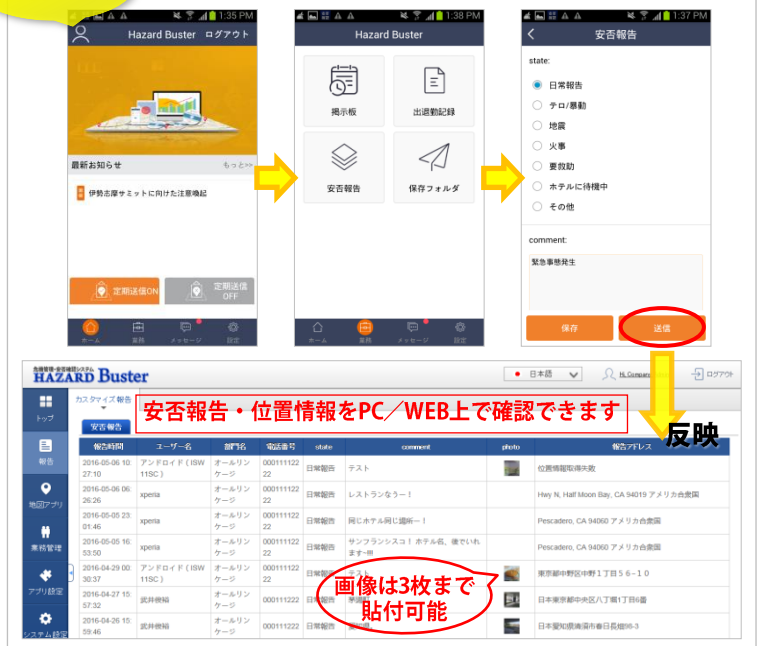 1:35 PM
Hazard Buster ログアウト
最新お知らせ もっと>>
伊勢志摩サミットに向けた注意喚起
定期送信ON
定期送信
OFF
ホーム 業務 メッセージ 設定
1:38 PM
Hazard Buster
掲示板 出退勤記録
安否報告 保存フォルダ
ホーム 業務 メッセージ 設定
1:37 PM
安否報告
state:
日常報告
テロ/暴動
地震
火事
要救助
ホテルに待機中
その他
comment:
緊急事態発生
保存 送信
危機管理・安否確認システム
HAZARD Buster
日本語 ログアウト
トップ
報告
地図アプリ
業務管理
アプリ設定
システム設定
カスタマイズ報告
安否報告・位置情報をPC／WEB上で確認できます
反映
安否報告
報告時間 ユーザー名 部門名 電話番号 state comment photo 報告アドレス
2016-05-06 10:27:10 アンドロイド ( ISW11SC ) オールリンケージ 00011112222 日常報告 テスト 位置情報取得失敗
2016-05-06 06:26:26 xperia オールリンケージ 00011112222 日常報告 レストランなうー！ Hwy N, Half Moon Bay, CA 94019 アメリカ合衆国
2016-05-05 23:01:46 xperia オールリンケージ 00011112222 日常報告 同じホテル同じ場所ー！ Pescadero, CA 94060 アメリカ合衆国
2016-05-05 16:53:50 xperia オールリンケージ 00011112222 日常報告 サンフランシスコ！ ホテル名、後でいれます~!!!! Pescadero, CA 94060 アメリカ合衆国
2016-04-29 00:30:37 アンドロイド ( ISW11SC ) オールリンケージ 00011112222 日常報告 テスト 東京都中野区中野１丁目５６−１０
2016-04-27 15:57:32 武井俊裕 オールリンケージ 00011112222 日常報告 日本東京都中央区八丁堀1丁目6番
2016-04-26 15:59:46 武井俊裕 オールリンケージ 00011112222 日常報告 日本愛知県清須市春日長畑98-3
画像は3枚まで
貼付可能